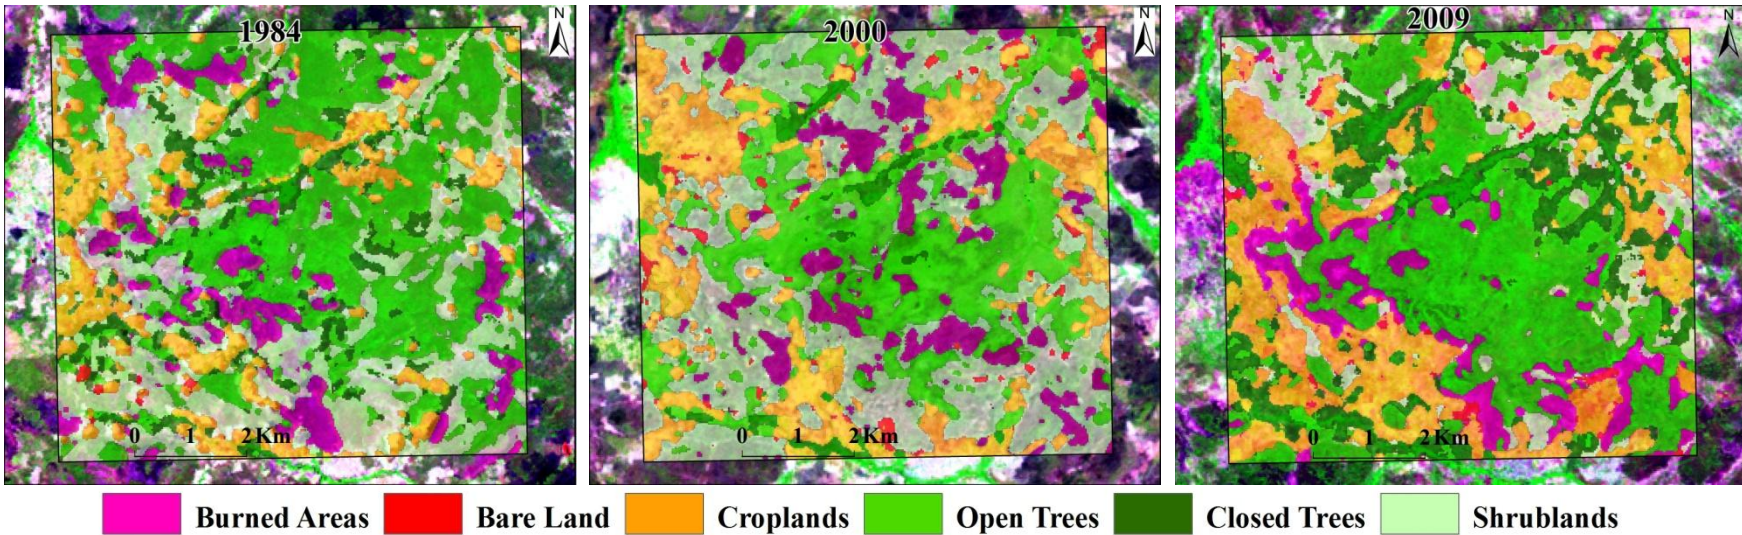 1984
N
0 1 2 Km
2000
N
0 1 2 Km
2009
N
0 1 2 Km
Burned Areas Bare Land Croplands Open Trees Closed Trees Shrublands